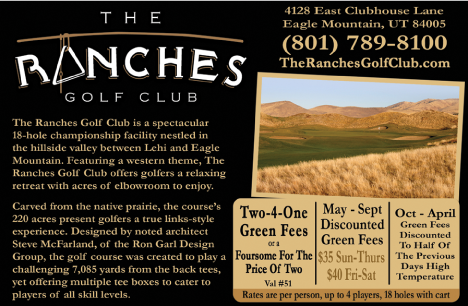 THE
RANCHES
GOLF CLUB
The Ranches Golf Club is a spectacular
18-hole championship facility nestled in
the hillside valley between Lehi and Eagle
Mountain. Featuring a western theme, The
Ranches Golf Club offers golfers a relaxing
retreat with acres of elbowroom to enjoy.
Carved from the native prairie, the course's
220 acres present golfers a true links-style
experience. Designed by noted architect
Steve McFarland, of the Ron Garl Design
Group, the golf course was created to play a
challenging 7,085 yards from the back tees,
yet offering multiple tee boxes to cater to
players of all skill levels.
4128 East Clubhouse Lane
Eagle Mountain, UT 84005
(801) 789-8100
TheRanchesGolfClub.com
Two-4-One
Green Fees
or a
Foursome For The
Price Of Two
Val #51
May - Sept
Discounted
Green Fees
$35 Sun-Thurs
$40 Fri-Sat
Oct - April
Green Fees
Discounted
To Half Of
The Previous
Days High
Temperature
Rates are per person, up to 4 players, 18 holes with cart